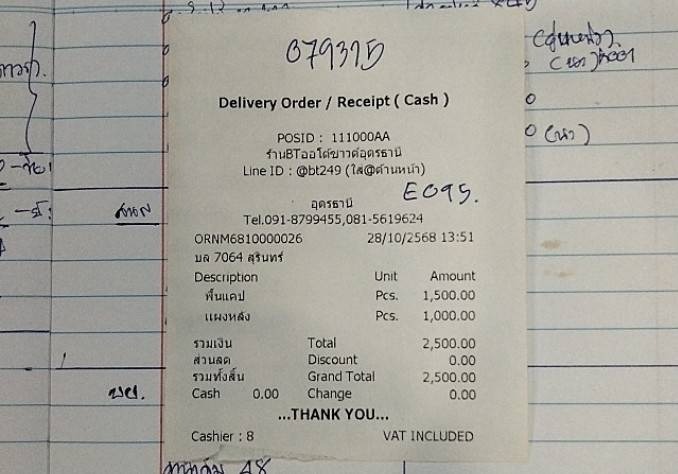 079315
Delivery Order / Receipt ( Cash )
POSID : 111000AA
ร้านBTออโต้ซาวด์อุดรธานี
Line ID : @bt249 (ใส่@ด้านหน้า)
E095.
อุดรธานี
Tel.091-8799455,081-5619624
ORNM6810000026 28/10/2568 13:51
บล 7064 สุรินทร์
Description Unit Amount
พื้นแคป Pcs. 1,500.00
แผงหลัง Pcs. 1,000.00
รวมเงิน Total 2,500.00
ส่วนลด Discount 0.00
รวมทั้งสิ้น Grand Total 2,500.00
Cash 0.00 Change 0.00
...THANK YOU...
Cashier : 8 VAT INCLUDED